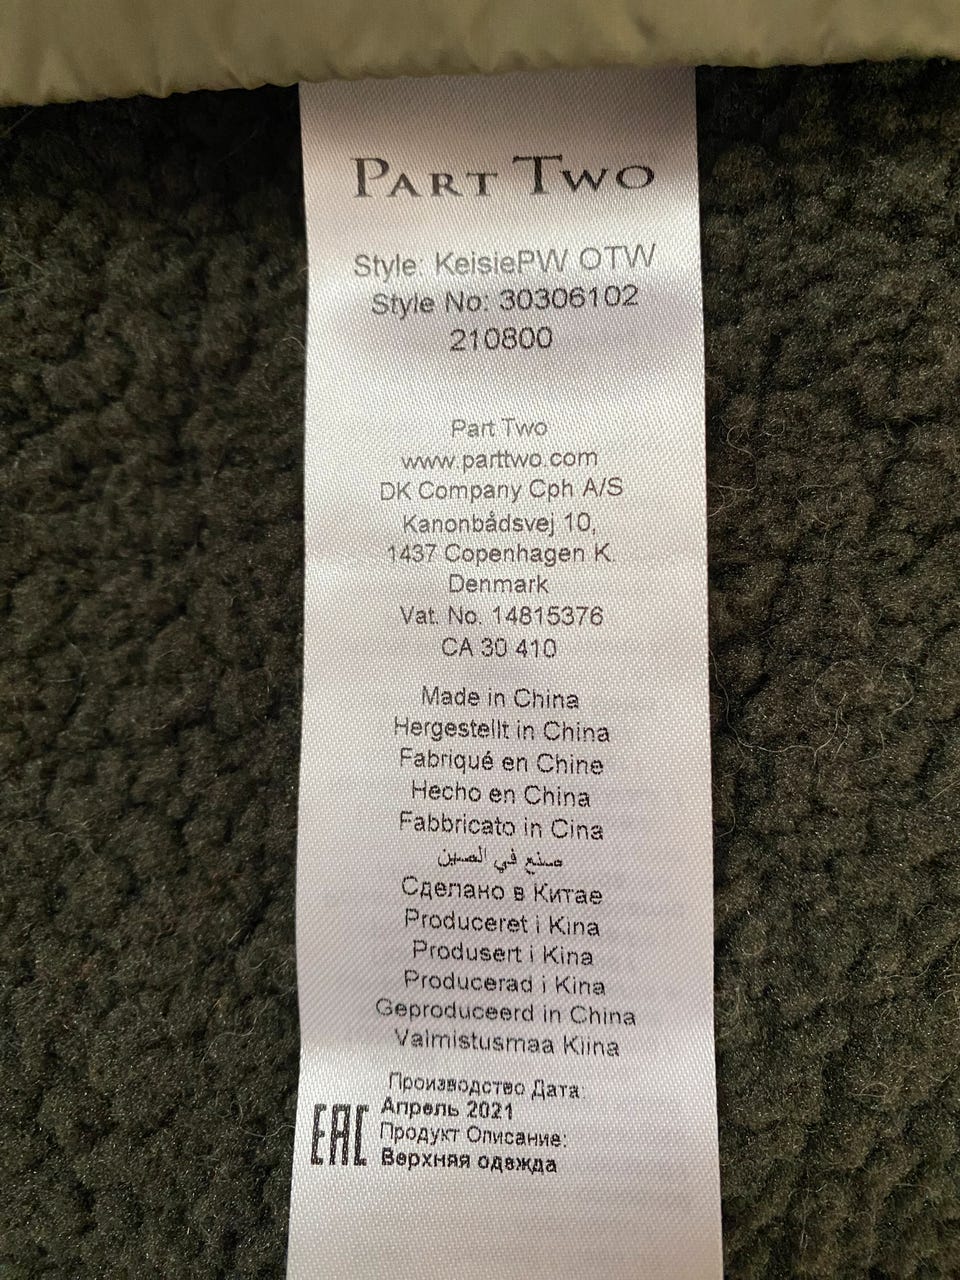 PART TWO
Style: KeisiePW OTW
Style No: 30306102
210800
Part Two
www.parttwo.com
DK Company Cph A/S
Kanonbådsvej 10,
1437 Copenhagen K.
Denmark
Vat. No. 14815376
CA 30 410
Made in China
Hergestellt in China
Fabriqué en Chine
Hecho en China
Fabbricato in Cina
صنع في الصين
Сделано в Китае
Produceret i Kina
Produsert i Kina
Producerad i Kina
Geproduceerd in China
Valmistusmaa Kiina
Производство Дата:
Апрель 2021
Продукт Описание:
Верхняя одежда
EAC